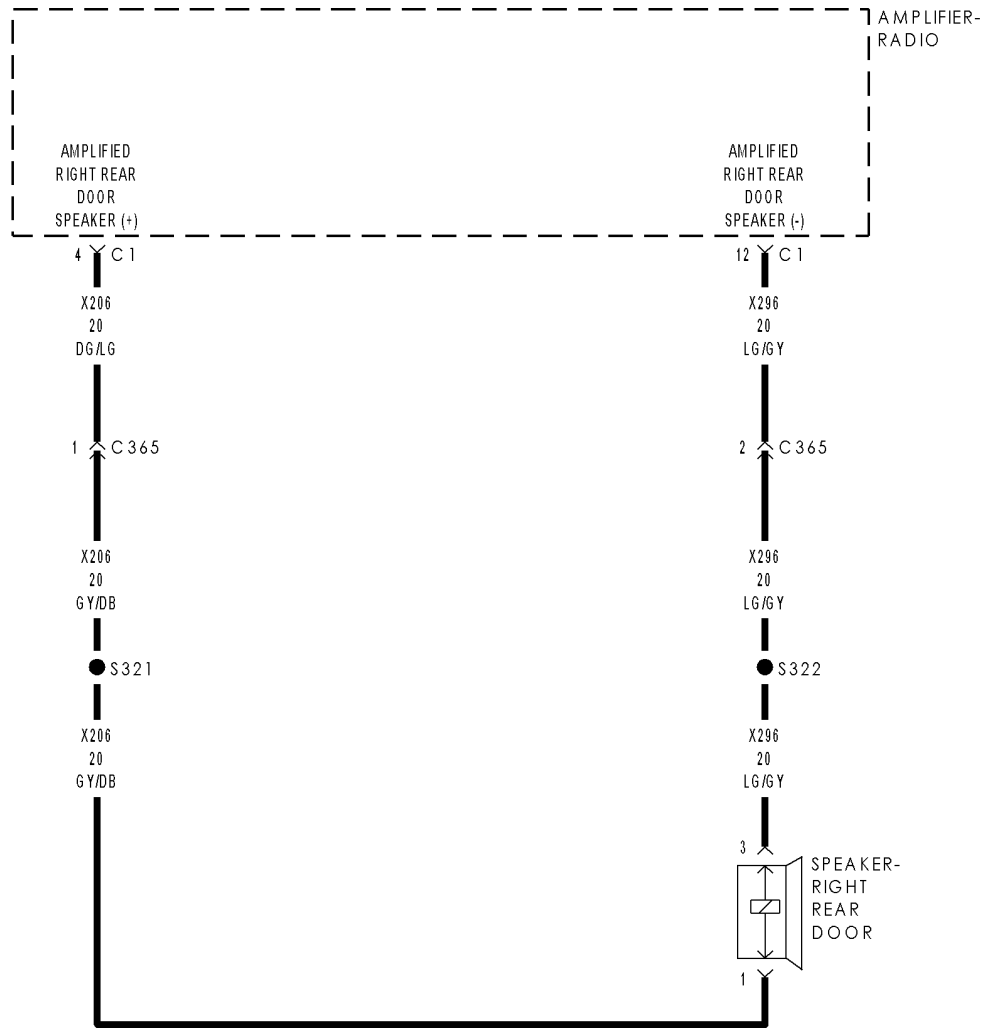 AMPLIFIER-
RADIO
AMPLIFIED
RIGHT REAR
DOOR
SPEAKER (+)
AMPLIFIED
RIGHT REAR
DOOR
SPEAKER (-)
4 C1
12 C1
X206
20
DG/LG
X296
20
LG/GY
1 C365
2 C365
X206
20
GY/DB
X296
20
LG/GY
S321
S322
X206
20
GY/DB
X296
20
LG/GY
3
SPEAKER-
RIGHT
REAR
DOOR
1